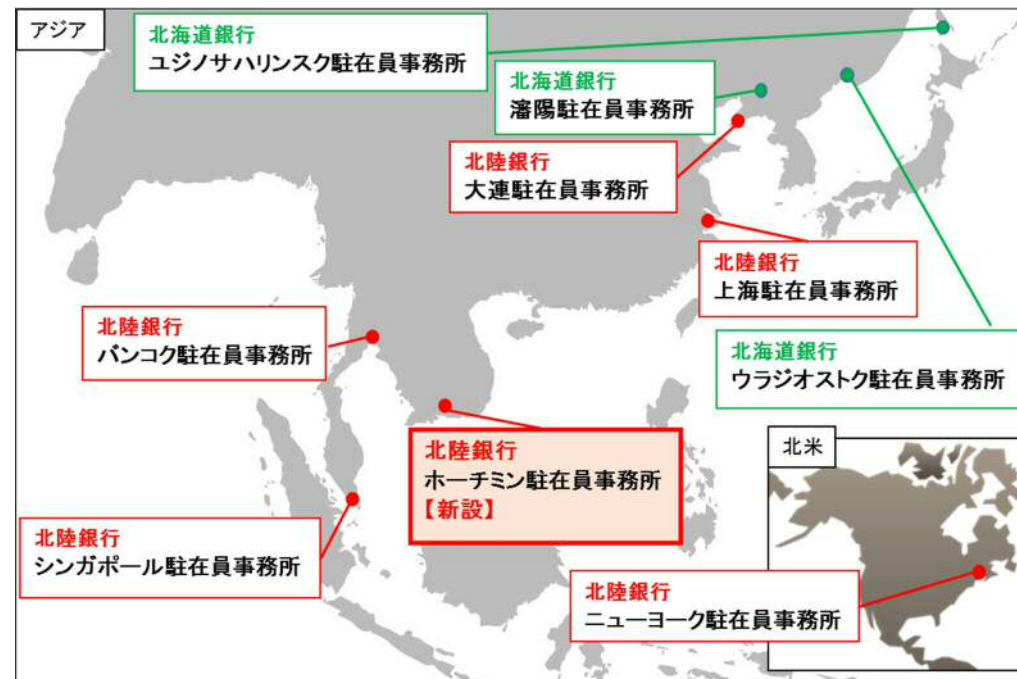 アジア
北海道銀行
ユジノサハリンスク駐在員事務所
北海道銀行
瀋陽駐在員事務所
北陸銀行
大連駐在員事務所
北陸銀行
上海駐在員事務所
北陸銀行
バンコク駐在員事務所
北海道銀行
ウラジオストク駐在員事務所
北陸銀行
ホーチミン駐在員事務所
【新設】
北米
北陸銀行
シンガポール駐在員事務所
北陸銀行
ニューヨーク駐在員事務所